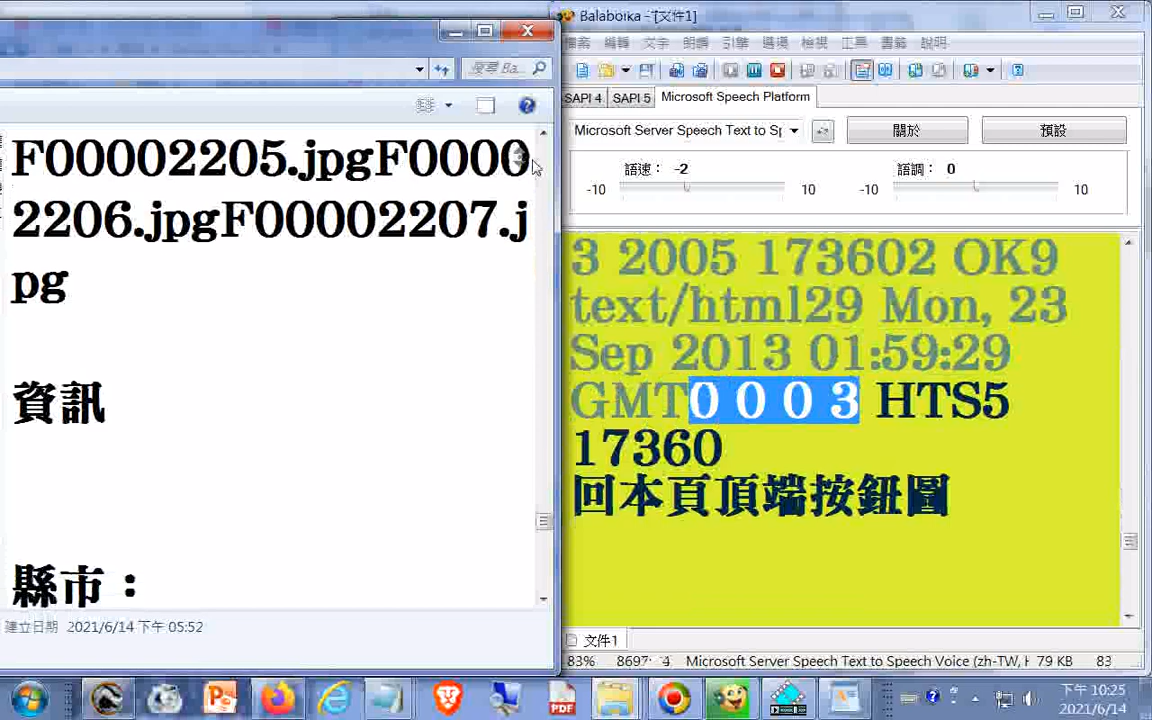 Balabolka - [文件1]
檔案 編輯 文字 朗讀 引擎 選項 檢視 工具 書籤 說明
搜尋 Ba...
SAPI 4 SAPI 5 Microsoft Speech Platform
Microsoft Server Speech Text to Sp
關於
預設
語速： -2
語調： 0
-10 10
-10 10
F00002205.jpgF0000
2206.jpgF00002207.j
pg
資訊
縣市：
建立日期 2021/6/14 下午 05:52
3 2005 173602 OK9
text/html29 Mon, 23
Sep 2013 01:59:29
GMT0 0 0 3 HTS5
17360
回本頁頂端按鈕圖
文件1
83% Microsoft Server Speech Text to Speech Voice (zh-TW, H 79 KB 83
下午 10:25
2021/6/14